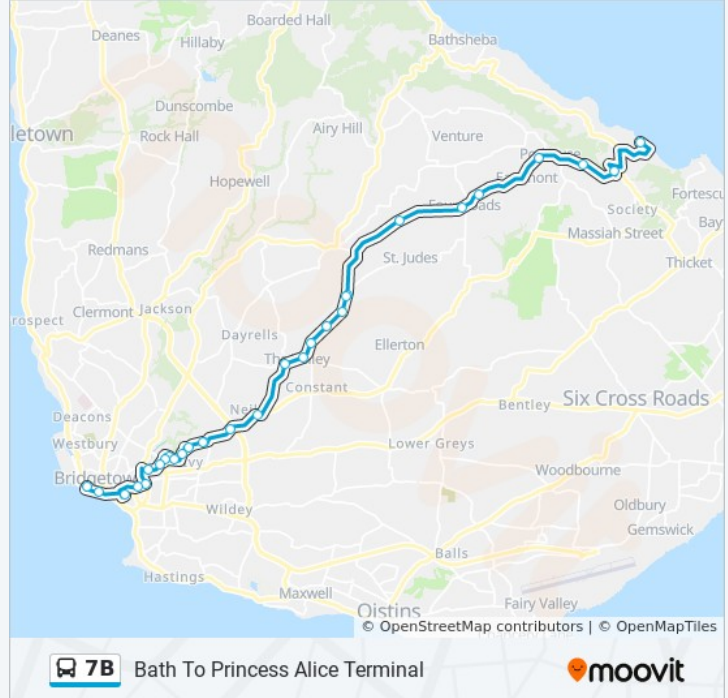 Boarded Hall
Deanes
Hillaby
Bathsheba
Dunscombe
letown
Rock Hall
Airy Hill
Venture
Hopewell
Fortescu
Society
Bay
Redmans
Massiah Street
St. Judes
Thicket
rospect
Clermont
Jackson
Dayrells
Ellerton
Constant
Six Cross Roads
Deacons
Bentley
Westbury
Lower Greys
Bridgetow
Woodbourne
Wildey
Oldbury
Gemswick
Balls
Hastings
Maxwell
Fairy Valley
Oistins
© OpenStreetMap contributors | © OpenMapTiles
7B Bath To Princess Alice Terminal moovit